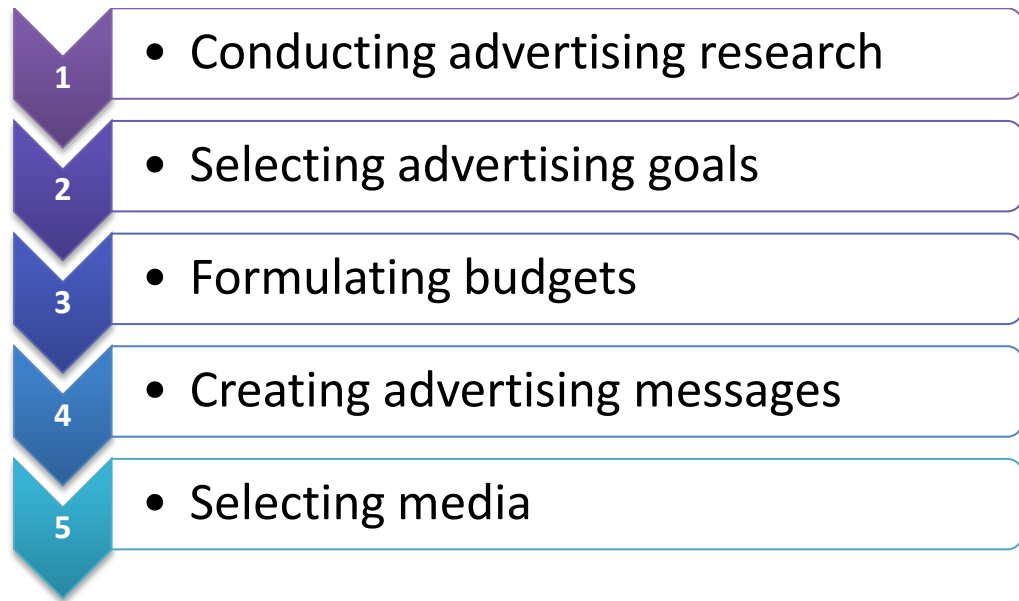 1 • Conducting advertising research
2 • Selecting advertising goals
3 • Formulating budgets
4 • Creating advertising messages
5 • Selecting media